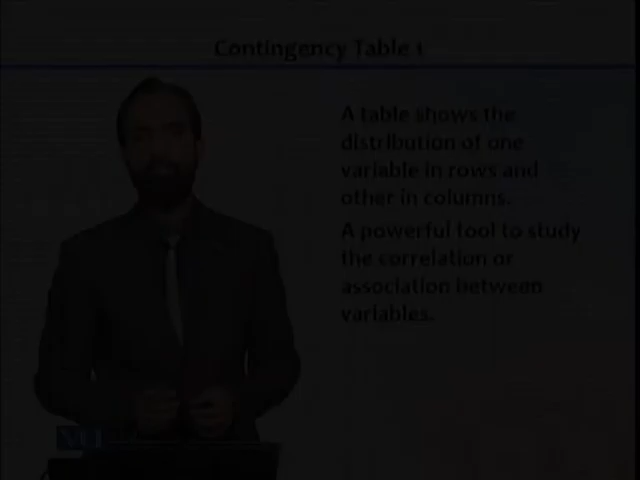 Contingency Table 1
A table shows the
distribution of one
variable in rows and
other in columns.
A powerful tool to study
the correlation or
association between
variables.